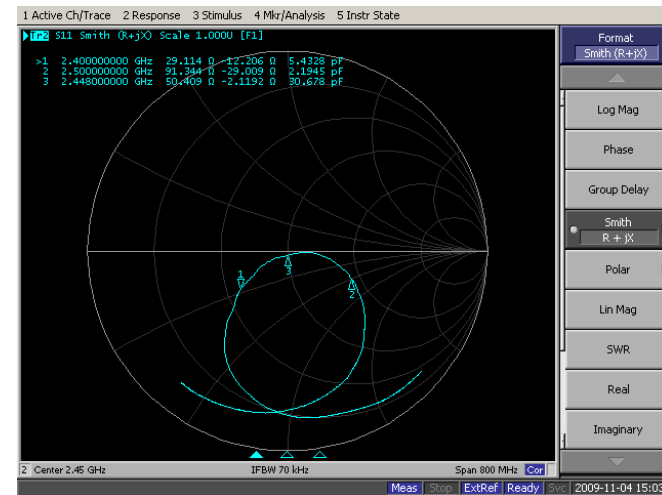 1 Active Ch/Trace 2 Response 3 Stimulus 4 Mkr/Analysis 5 Instr State
Tr2 S11 Smith (R+jX) Scale 1.000U [F1]
>1 2.400000000 GHz 29.114 Ω -12.206 Ω 5.4328 pF
2 2.500000000 GHz 91.344 Ω -29.009 Ω 2.1945 pF
3 2.448000000 GHz 50.409 Ω -2.1192 Ω 30.678 pF
1
3
2
2 Center 2.45 GHz IFBW 70 kHz Span 800 MHz Cor
Format
Smith (R+jX)
Log Mag
Phase
Group Delay
Smith
R + jX
Polar
Lin Mag
SWR
Real
Imaginary
Meas Stop ExtRef Ready Svc 2009-11-04 15:03